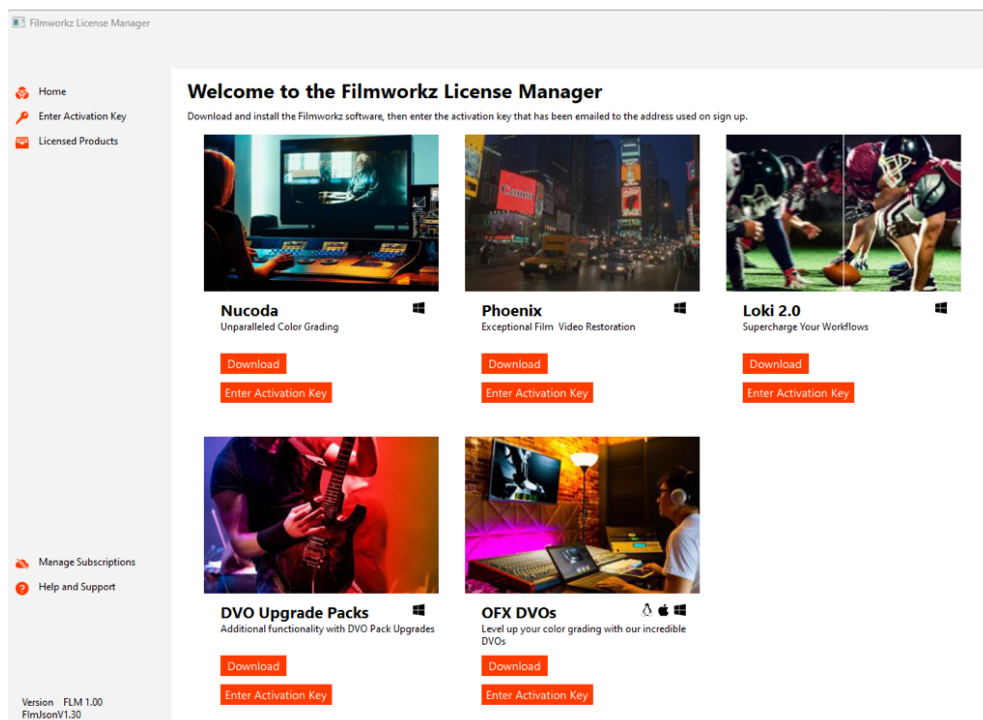 Filmworkz License Manager
Home
Enter Activation Key
Licensed Products
Manage Subscriptions
Help and Support
Version FLM 1.00
FlmJsonV1.30
Welcome to the Filmworkz License Manager
Download and install the Filmworkz software, then enter the activation key that has been emailed to the address used on sign up.
Canon
Nucoda
Unparalleled Color Grading
Download
Enter Activation Key
Phoenix
Exceptional Film Video Restoration
Download
Enter Activation Key
Loki 2.0
Supercharge Your Workflows
Download
Enter Activation Key
DVO Upgrade Packs
Additional functionality with DVO Pack Upgrades
Download
Enter Activation Key
OFX DVOs
Level up your color grading with our incredible
DVOs
Download
Enter Activation Key